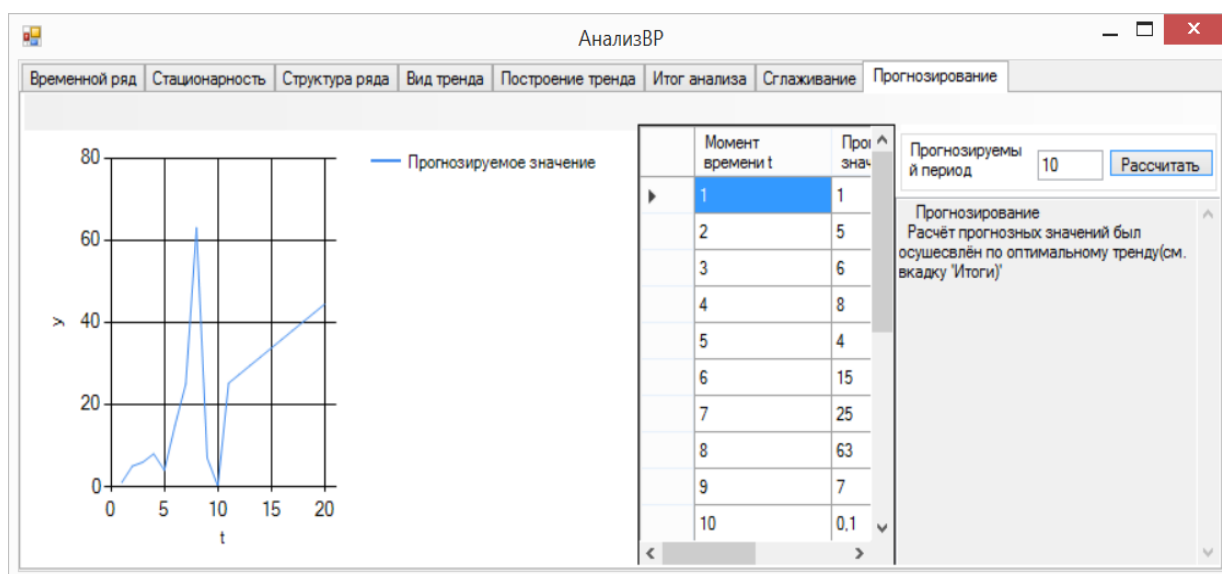 АнализВР
Временной ряд Стационарность Структура ряда Вид тренда Построение тренда Итог анализа Сглаживание Прогнозирование
80
60
40
20
0
0 5 10 15 20
y
t
Прогнозируемое значение
Момент Прог
времени t знач
1 1
2 5
3 6
4 8
5 4
6 15
7 25
8 63
9 7
10 0,1
Прогнозируемы
й период
10
Рассчитать
Прогнозирование
Расчёт прогнозных значений был
осушесвлён по оптимальному тренду(см.
вкадку 'Итоги)'